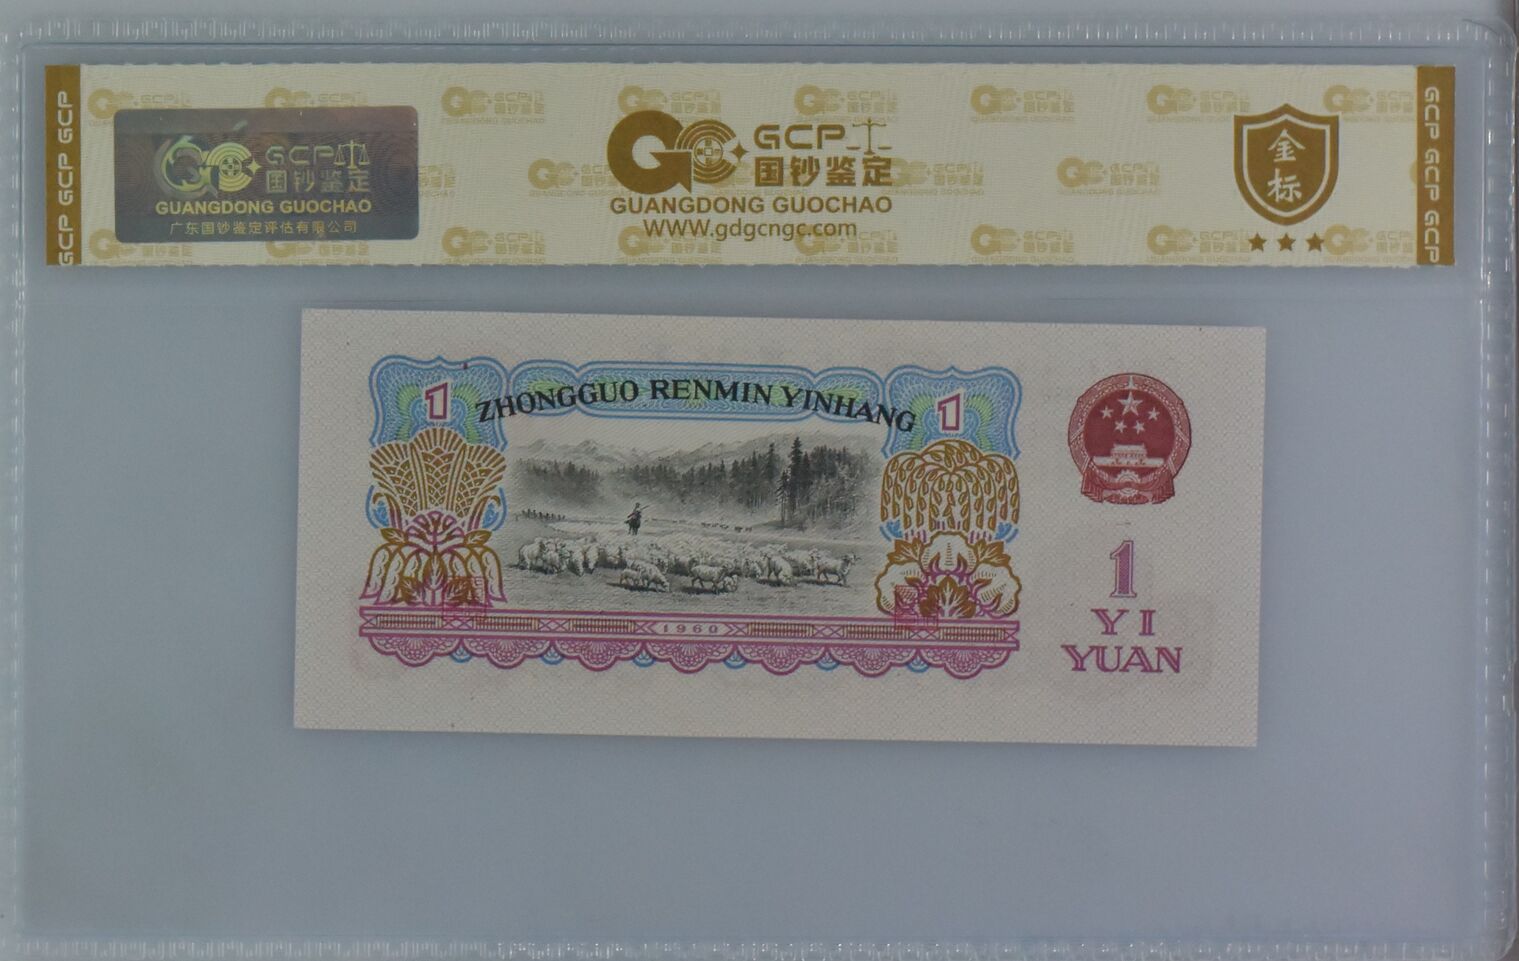 GCP GCP GCP
GCP
国钞鉴定
GUANGDONG GUOCHAO
广东国钞鉴定评估有限公司
GCP
国钞鉴定
GUANGDONG GUOCHAO
WWW.gdgcngc.com
金
标
GCP GCP GCP GCP
1
ZHONGGUO RENMIN YINHANG
1
1960
1
YI
YUAN